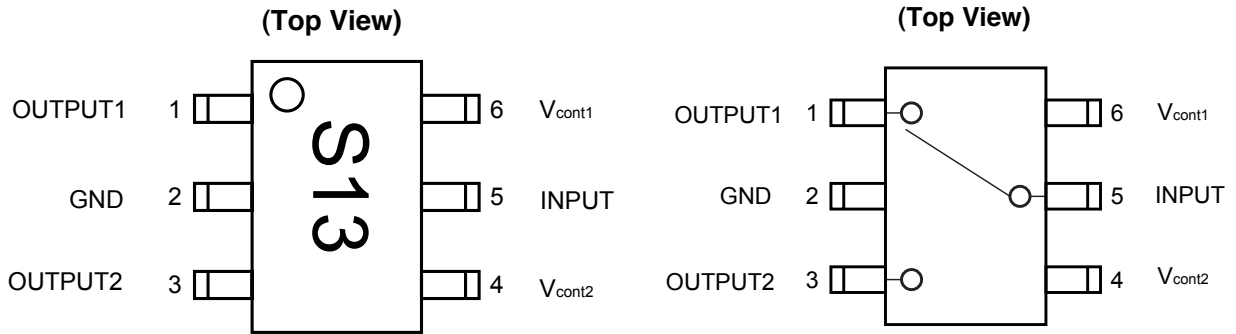 (Top View)
OUTPUT1 1
GND 2
OUTPUT2 3
S13
6 Vcont1
5 INPUT
4 Vcont2
(Top View)
OUTPUT1 1
GND 2
OUTPUT2 3
6 Vcont1
5 INPUT
4 Vcont2